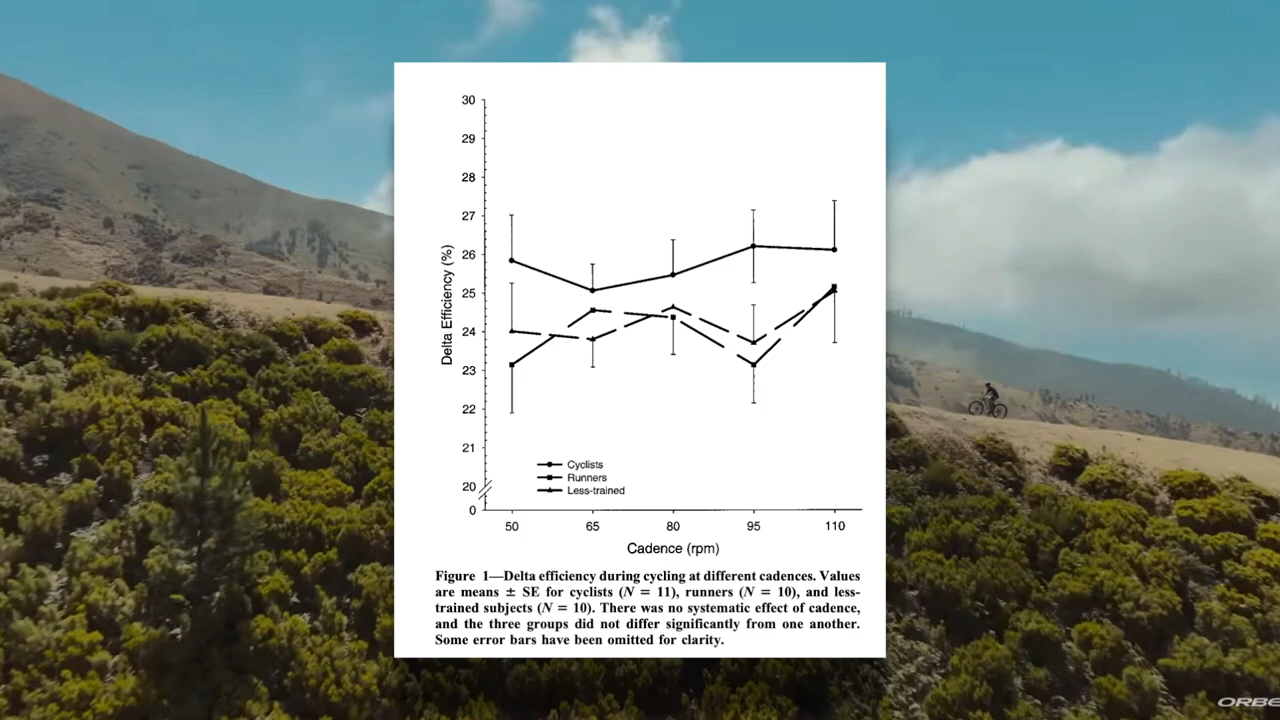 30
29
28
27
26
25
24
23
22
21
20
0
Delta Efficiency (%)
Cyclists
Runners
Less-trained
50 65 80 95 110
Cadence (rpm)
Figure 1—Delta efficiency during cycling at different cadences. Values
are means ± SE for cyclists (N = 11), runners (N = 10), and less-
trained subjects (N = 10). There was no systematic effect of cadence,
and the three groups did not differ significantly from one another.
Some error bars have been omitted for clarity.